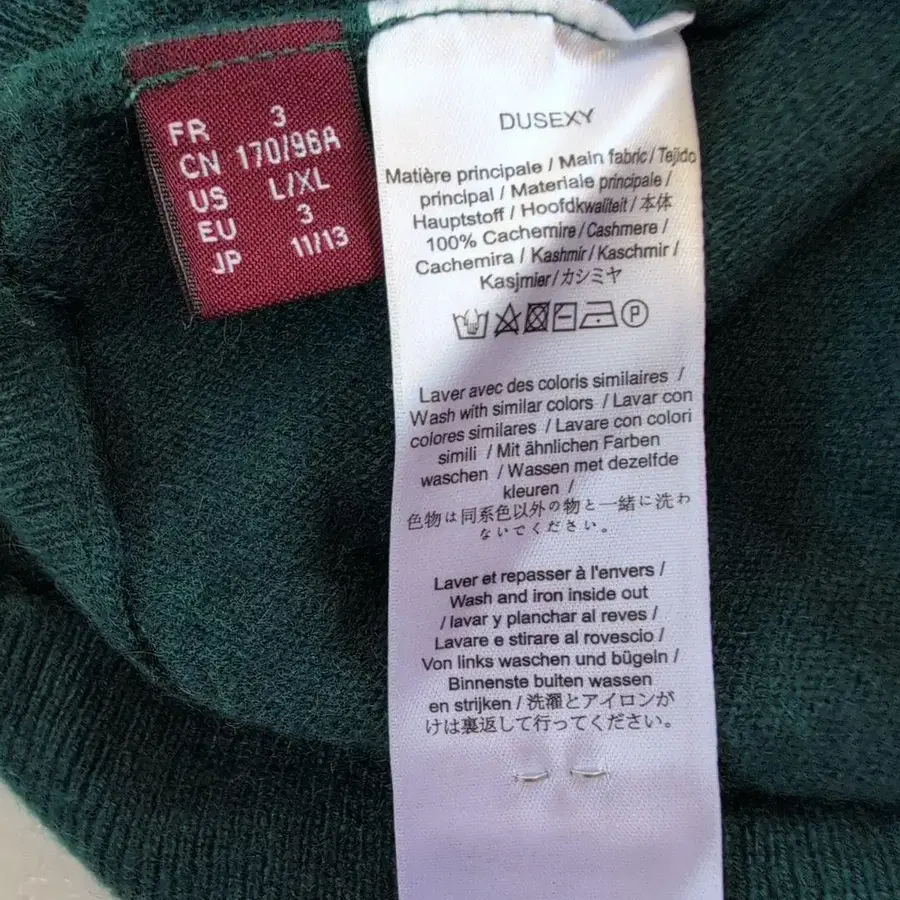 FR 3
CN 170/96A
US L/XL
EU 3
JP 11/13
DUSEXY
Matière principale / Main fabric / Tejido
principal / Materiale principale /
Hauptstoff / Hoofdkwaliteit / 本体
100% Cachemire / Cashmere /
Cachemira / Kashmir / Kaschmir /
Kasjmier / カシミヤ
P
Laver avec des coloris similaires /
Wash with similar colors / Lavar con
colores similares / Lavare con colori
simili / Mit ähnlichen Farben
waschen / Wassen met dezelfde
kleuren /
色物は同系色以外の物と一緒に洗わ
ないでください。
Laver et repasser à l'envers /
Wash and iron inside out
/ lavar y planchar al reves /
Lavare e stirare al rovescio /
Von links waschen und bügeln /
Binnenste buiten wassen
en strijken / 洗濯とアイロンが
けは裏返して行ってください。